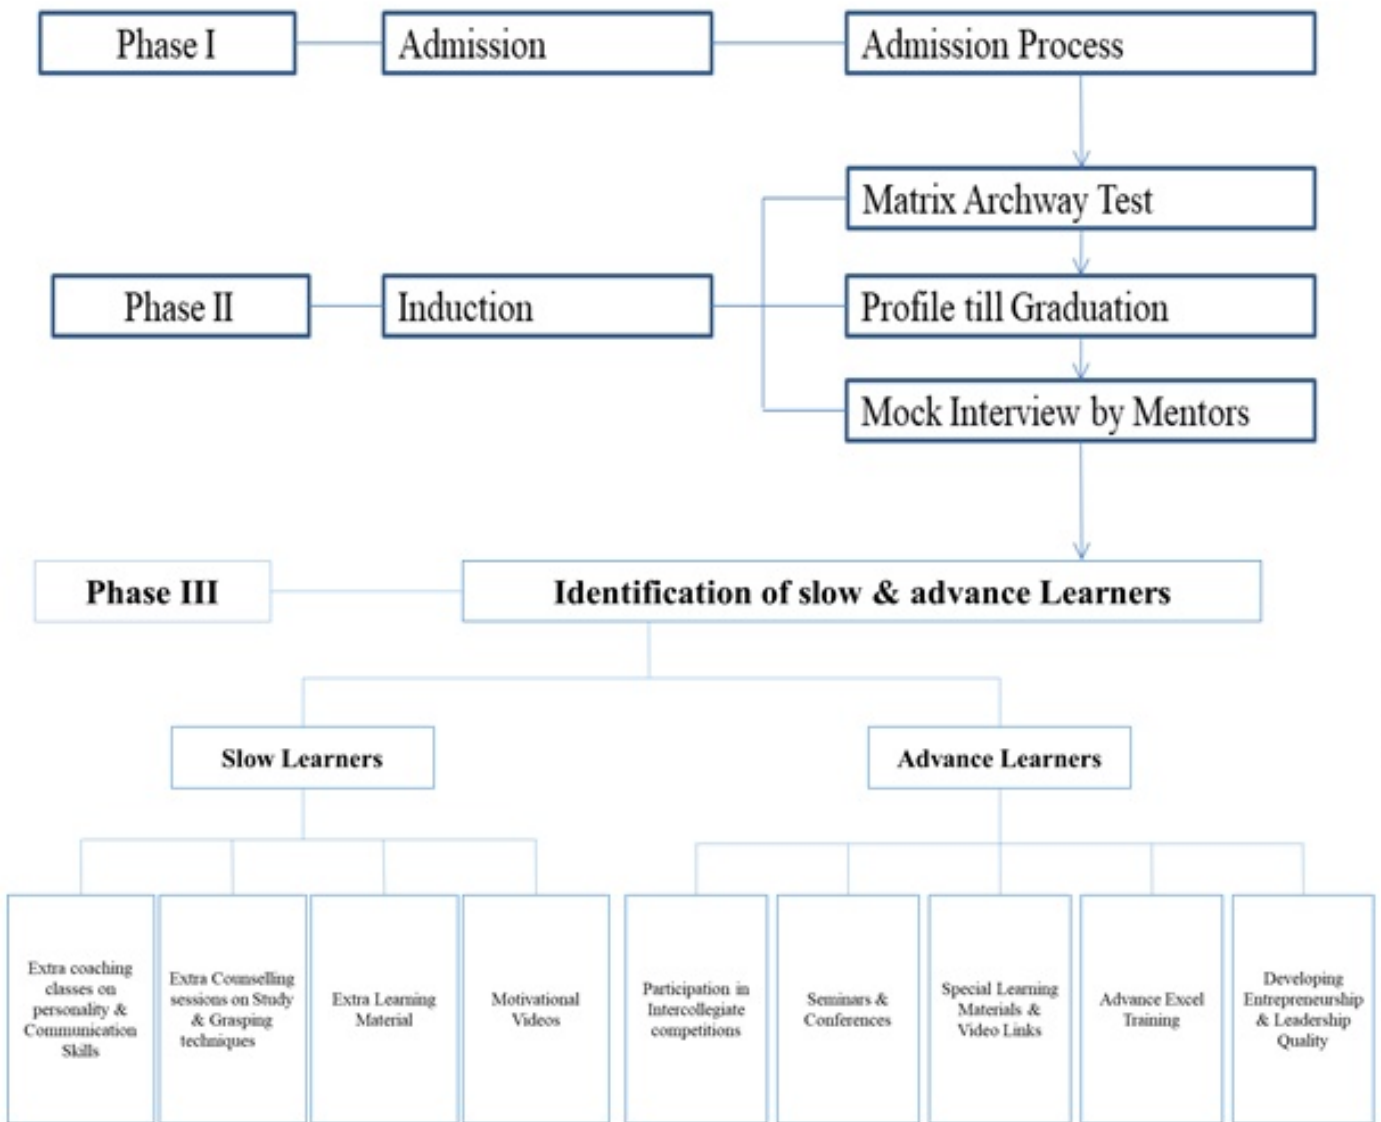 Phase I
Admission
Admission Process
Matrix Archway Test
Phase II
Induction
Profile till Graduation
Mock Interview by Mentors
Phase III
Identification of slow & advance Learners
Slow Learners
Advance Learners
Extra coaching
classes on
personality &
Communication
Skills
Extra Counselling
sessions on Study
& Grasping
techniques
Extra Learning
Material
Motivational
Videos
Participation in
Intercollegiate
competitions
Seminars &
Conferences
Special Learning
Materials &
Video Links
Advance Excel
Training
Developing
Entrepreneurship
& Leadership
Quality